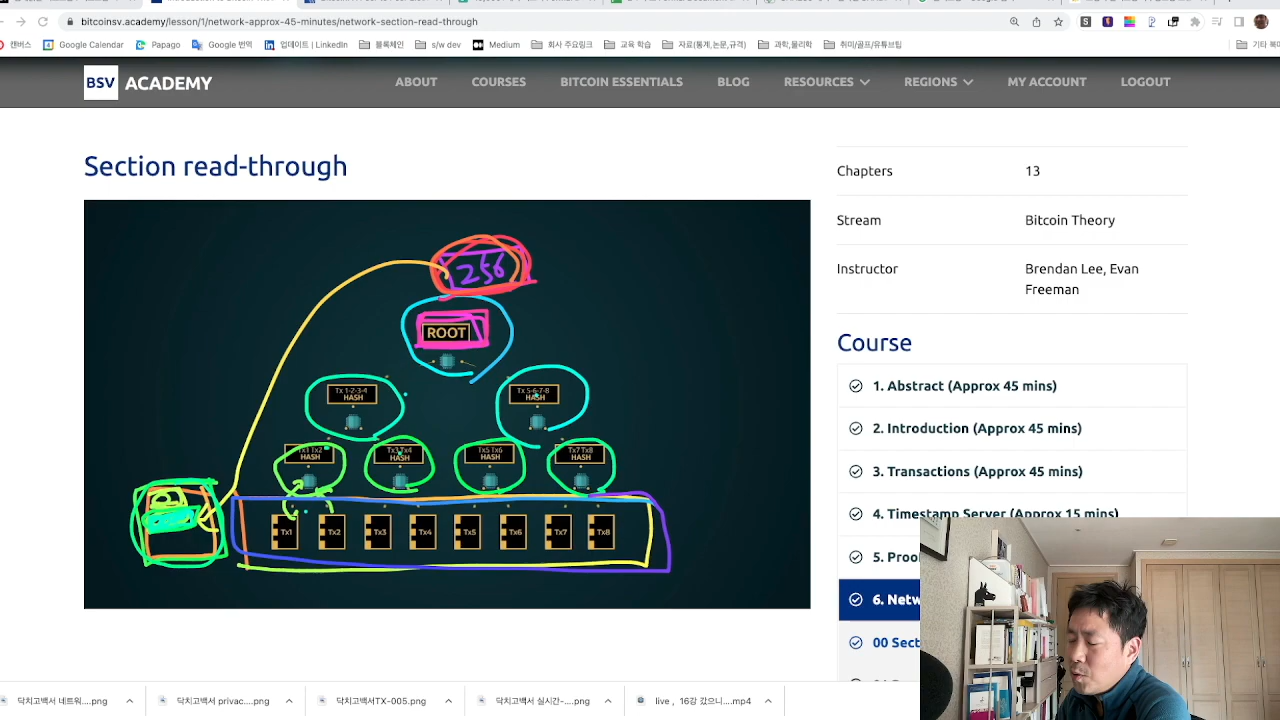 bitcoinsv.academy/lesson/1/network-approx-45-minutes/network-section-read-through
캔버스 Google Calendar Papago Google 번역 업데이트 | LinkedIn 블록체인 s/w dev Medium 회사 주요링크 교육 학습 자료(통계,논문,규격) 과학,물리학 취미/골프/유튜브팁 기타 북마
BSV ACADEMY ABOUT COURSES BITCOIN ESSENTIALS BLOG RESOURCES REGIONS MY ACCOUNT LOGOUT
Section read-through
256
ROOT
Tx 1-2-3-4 HASH
Tx 5-6-7-8 HASH
Tx1 Tx2 HASH
Tx3 Tx4 HASH
Tx5 Tx6 HASH
Tx7 Tx8 HASH
Tx1 Tx2 Tx3 Tx4 Tx5 Tx6 Tx7 Tx8
Chapters 13
Stream Bitcoin Theory
Instructor Brendan Lee, Evan
Freeman
Course
1. Abstract (Approx 45 mins)
2. Introduction (Approx 45 mins)
3. Transactions (Approx 45 mins)
4. Timestamp Server (Approx 15 mins)
5. Proo
6. Netw
00 Sect
닥치고백서 네트워....png 닥치고백서 privac....png 닥치고백서TX-005.png 닥치고백서 실시간-....png live , 16강 갔으니....mp4